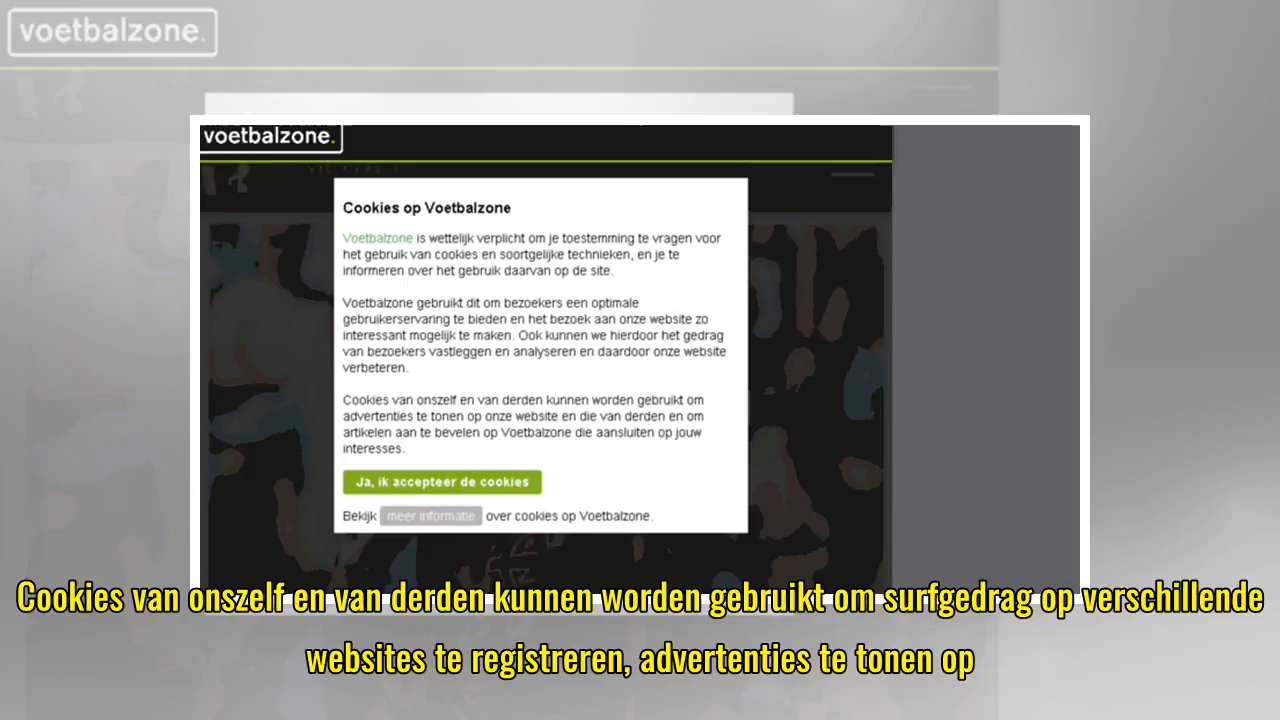 voetbalzone.
voetbalzone.
Cookies op Voetbalzone
Voetbalzone is wettelijk verplicht om je toestemming te vragen voor
het gebruik van cookies en soortgelijke technieken, en je te
informeren over het gebruik daarvan op de site.
Voetbalzone gebruikt dit om bezoekers een optimale
gebruikerservaring te bieden en het bezoek aan onze website zo
interessant mogelijk te maken. Ook kunnen we hierdoor het gedrag
van bezoekers vastleggen en analyseren en daardoor onze website
verbeteren.
Cookies van onszelf en van derden kunnen worden gebruikt om
advertenties te tonen op onze website en die van derden en om
artikelen aan te bevelen op Voetbalzone die aansluiten op jouw
interesses.
Ja, ik accepteer de cookies
Bekijk meer informatie over cookies op Voetbalzone.
Cookies van onszelf en van derden kunnen worden gebruikt om surfgedrag op verschillende
websites te registreren, advertenties te tonen op